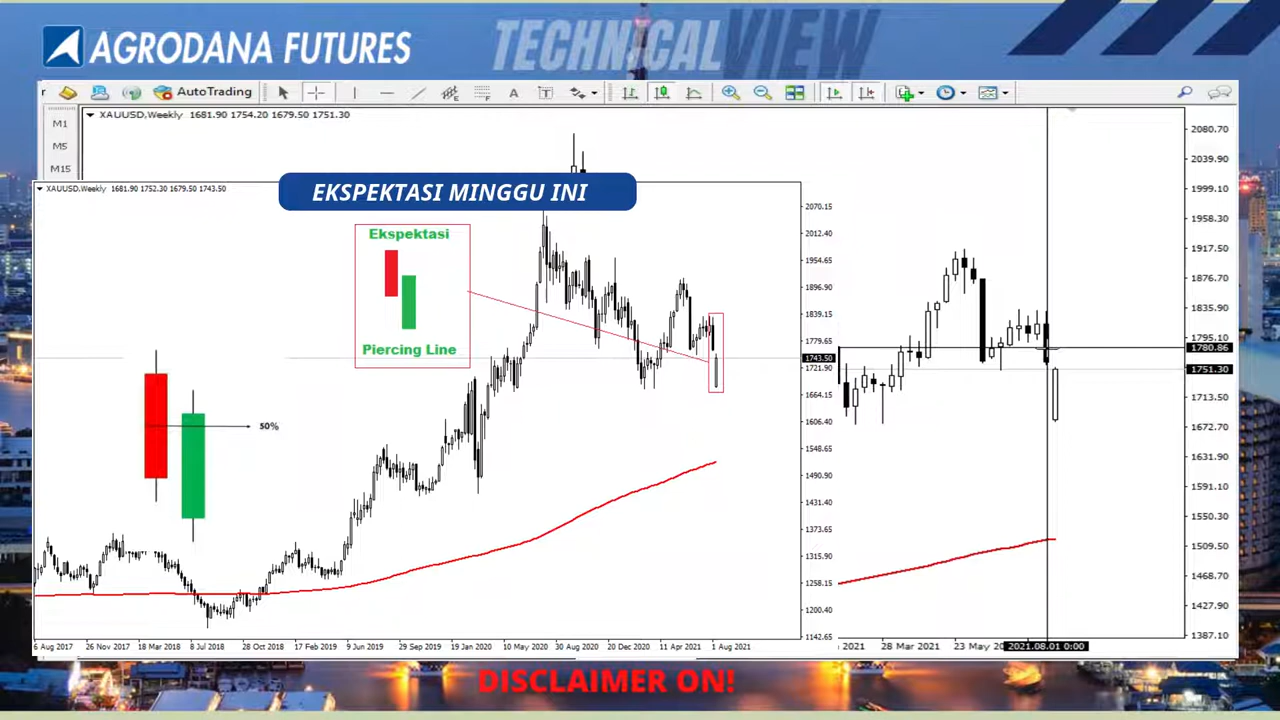 AGRODANA FUTURES
TECHNICAL VIEW
AutoTrading
A
T
M1
M5
M15
XAUUSD,Weekly 1681.90 1754.20 1679.50 1751.30
XAUUSD,Weekly 1681.90 1752.30 1679.50 1743.50
EKSPEKTASI MINGGU INI
Ekspektasi
Piercing Line
50%
2070.15
2012.40
1954.65
1896.90
1839.15
1779.65
1743.50
1721.90
1664.15
1606.40
1548.65
1490.90
1431.40
1373.65
1315.90
1258.15
1200.40
1142.65
6 Aug 2017
26 Nov 2017
18 Mar 2018
8 Jul 2018
28 Oct 2018
17 Feb 2019
9 Jun 2019
29 Sep 2019
19 Jan 2020
10 May 2020
30 Aug 2020
20 Dec 2020
11 Apr 2021
1 Aug 2021
2080.70
2039.90
1999.10
1958.30
1917.50
1876.70
1835.90
1795.10
1780.86
1751.30
1713.50
1672.70
1631.90
1591.10
1550.30
1509.50
1468.70
1427.90
1387.10
2021
28 Mar 2021
23 May 20
2021.08.01 0:00
DISCLAIMER ON!